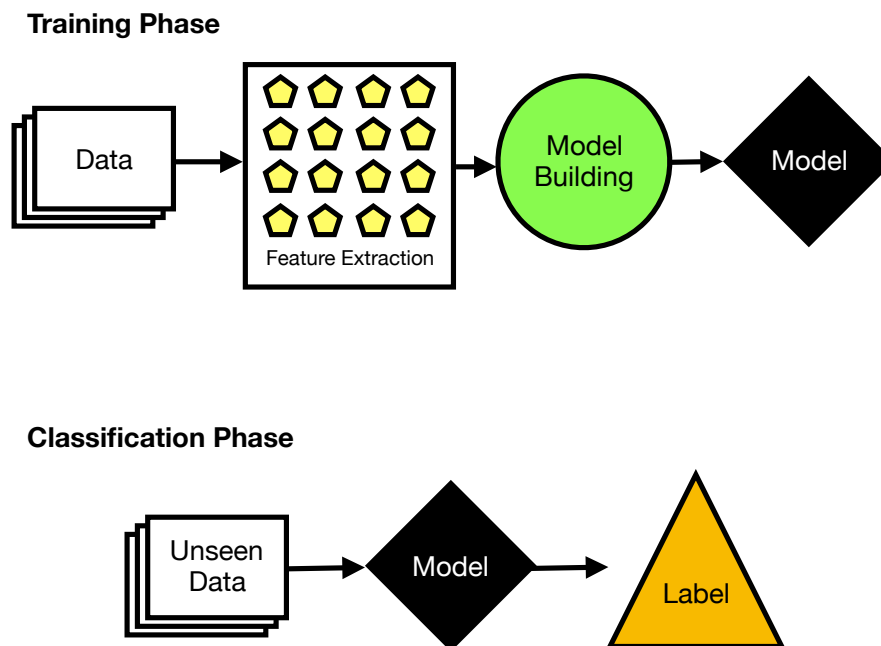 Training Phase
Data
Feature Extraction
Model
Building
Model
Classification Phase
Unseen
Data
Model
Label